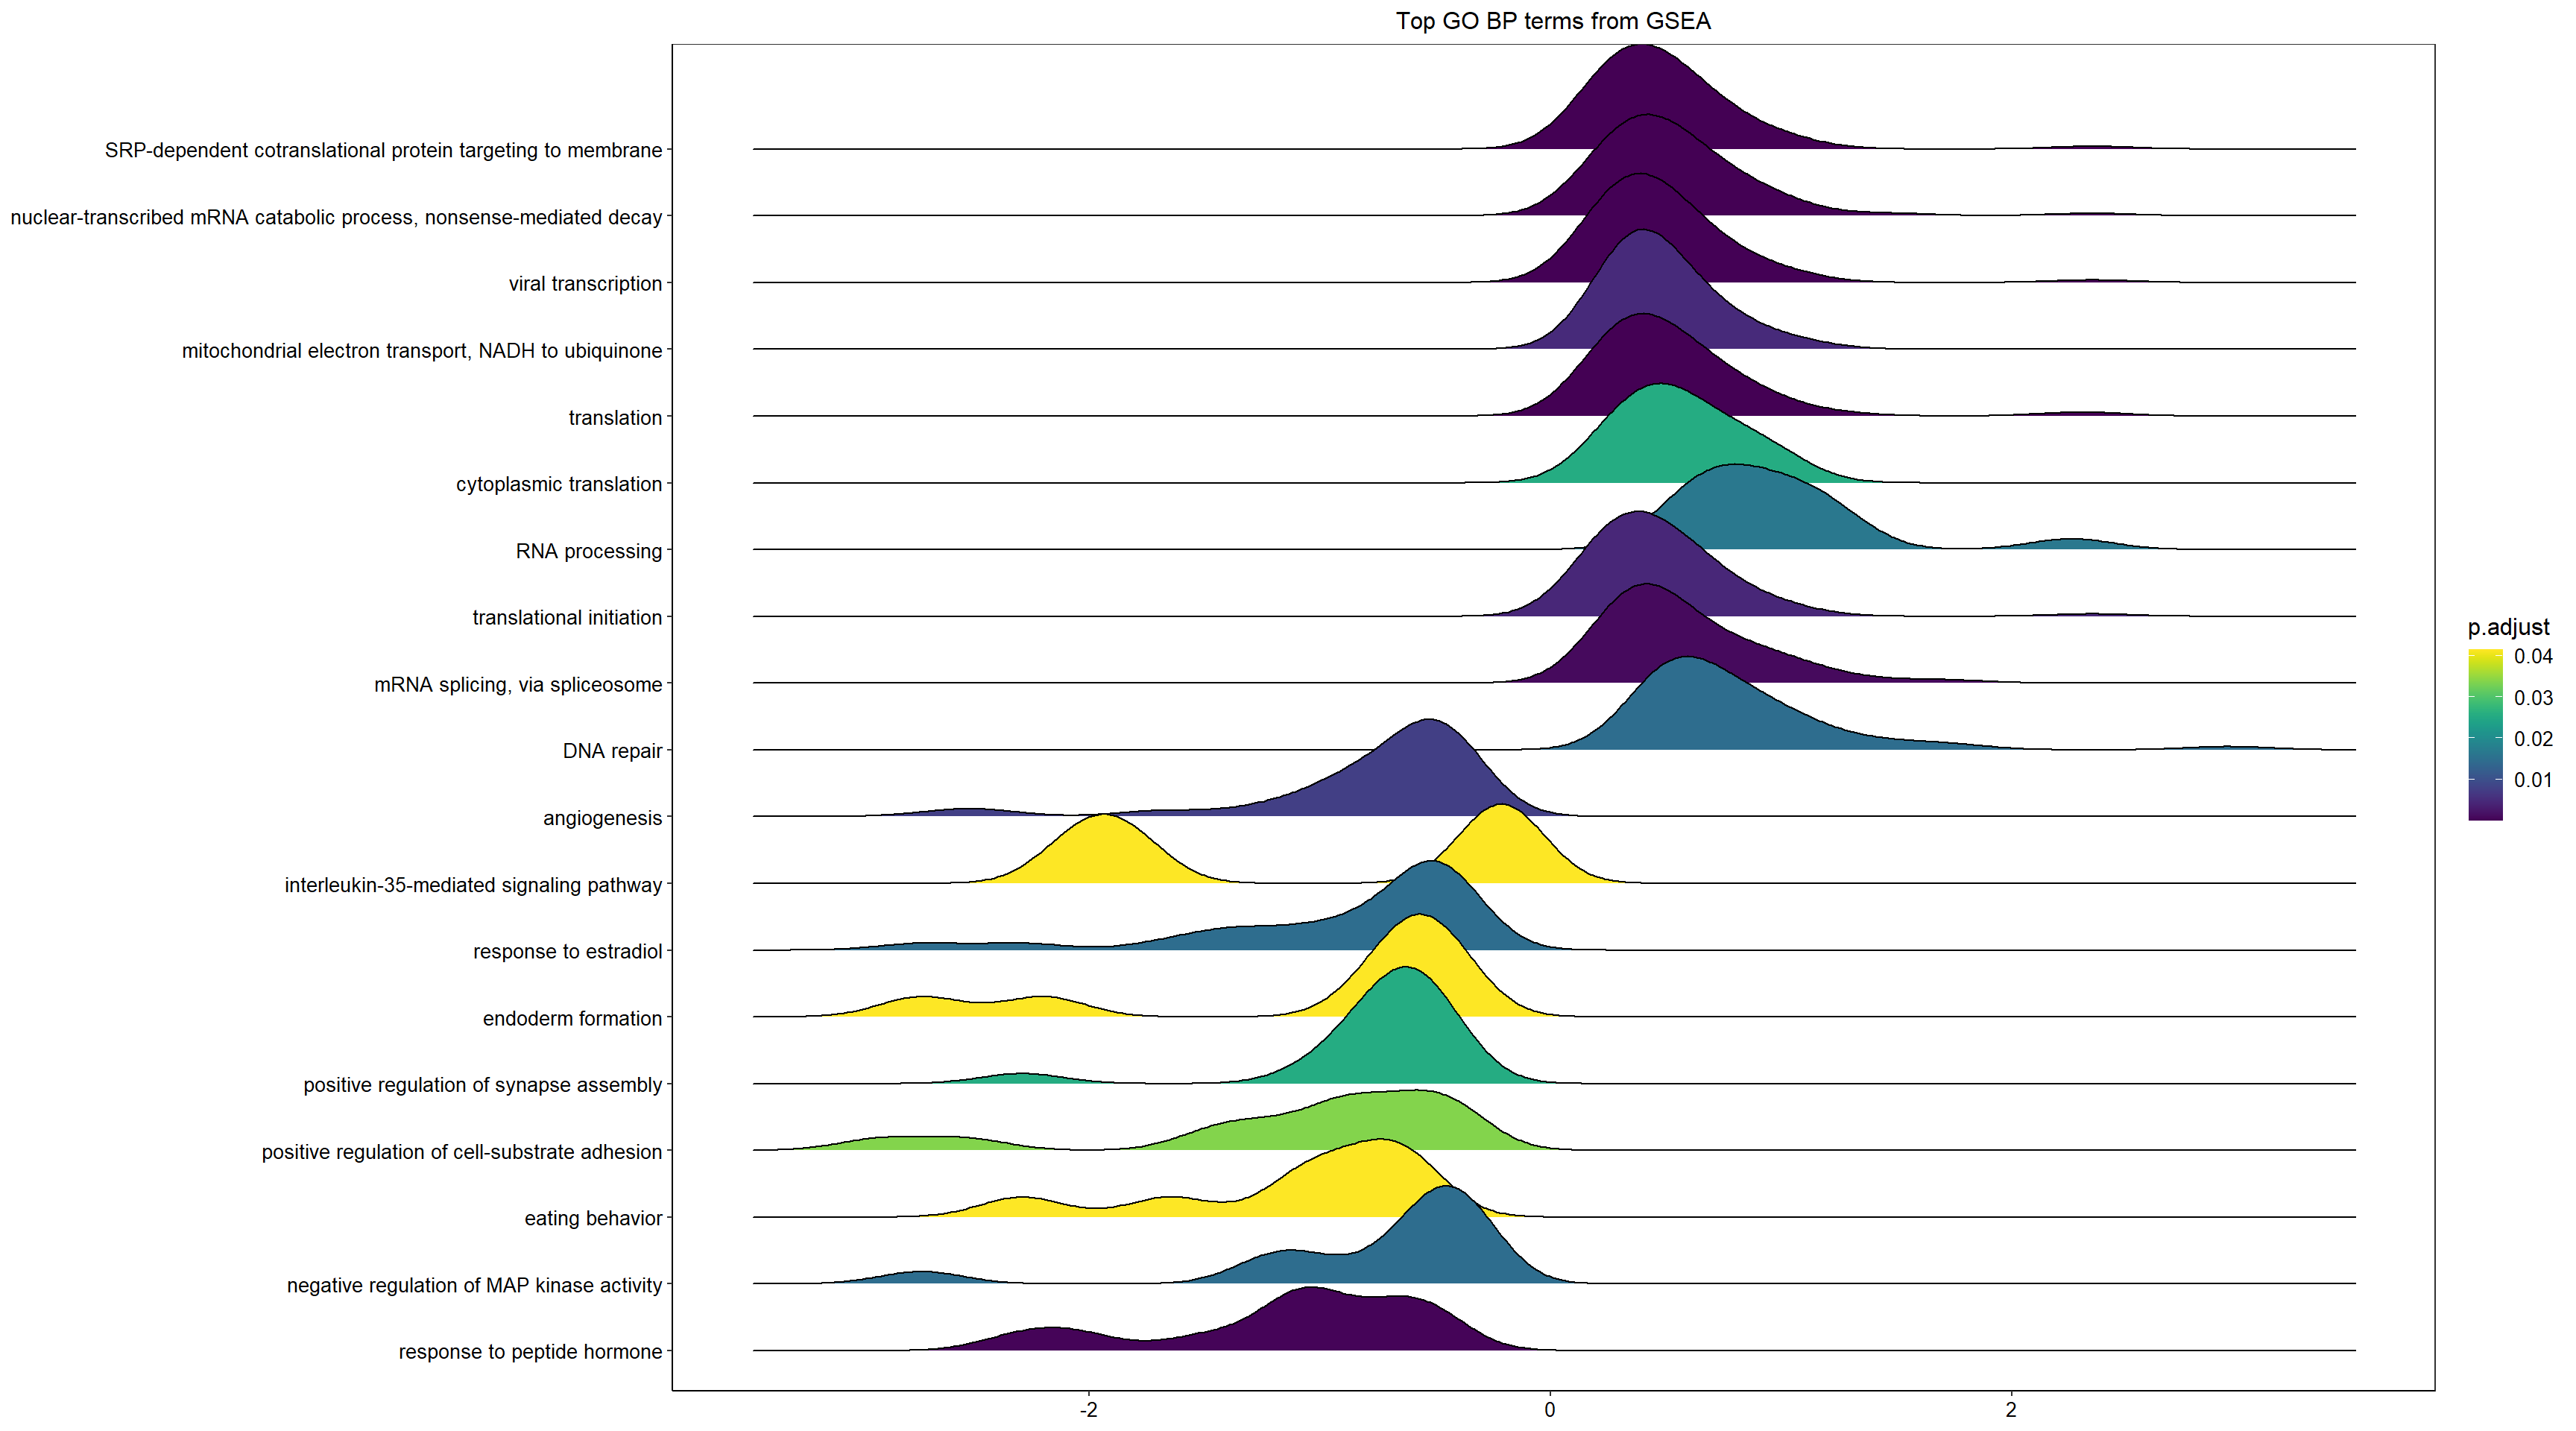 Top GO BP terms from GSEA
SRP-dependent cotranslational protein targeting to membrane
nuclear-transcribed mRNA catabolic process, nonsense-mediated decay
viral transcription
mitochondrial electron transport, NADH to ubiquinone
translation
cytoplasmic translation
RNA processing
translational initiation
mRNA splicing, via spliceosome
DNA repair
angiogenesis
interleukin-35-mediated signaling pathway
response to estradiol
endoderm formation
positive regulation of synapse assembly
positive regulation of cell-substrate adhesion
eating behavior
negative regulation of MAP kinase activity
response to peptide hormone
-2 0 2
p.adjust
0.04
0.03
0.02
0.01